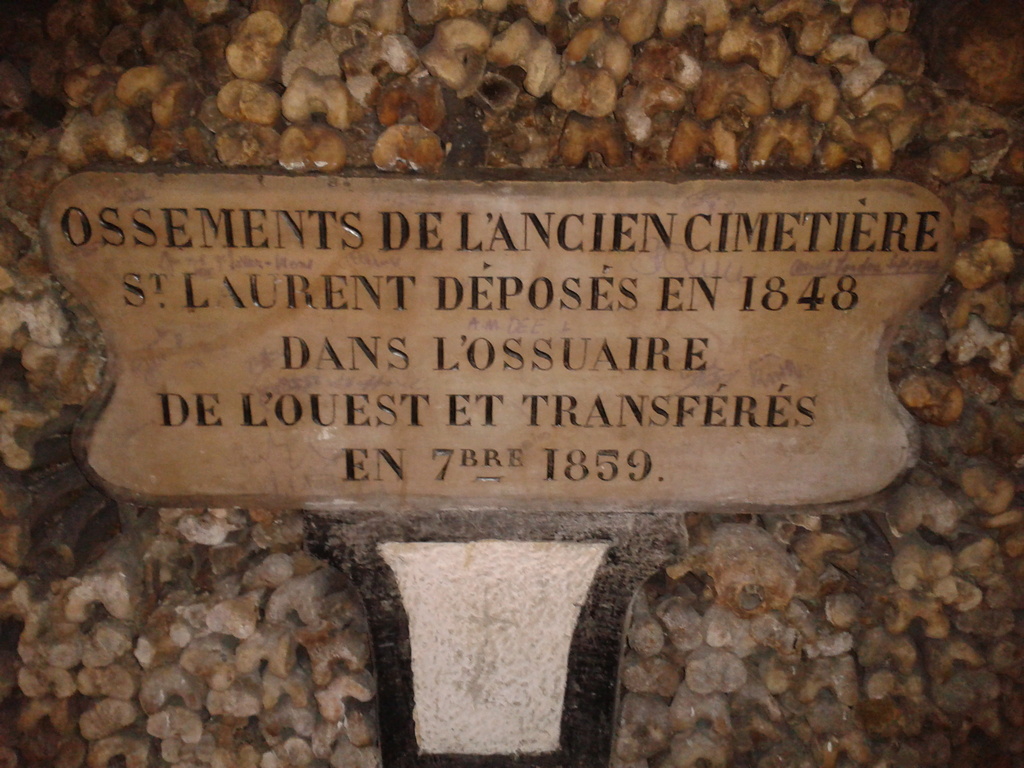 OSSEMENTS DE L'ANCIEN CIMETIÈRE
ST LAURENT DÉPOSÉS EN 1848
DANS L'OSSUAIRE
DE L'OUEST ET TRANSFÉRÉS
EN 7BRE 1859.